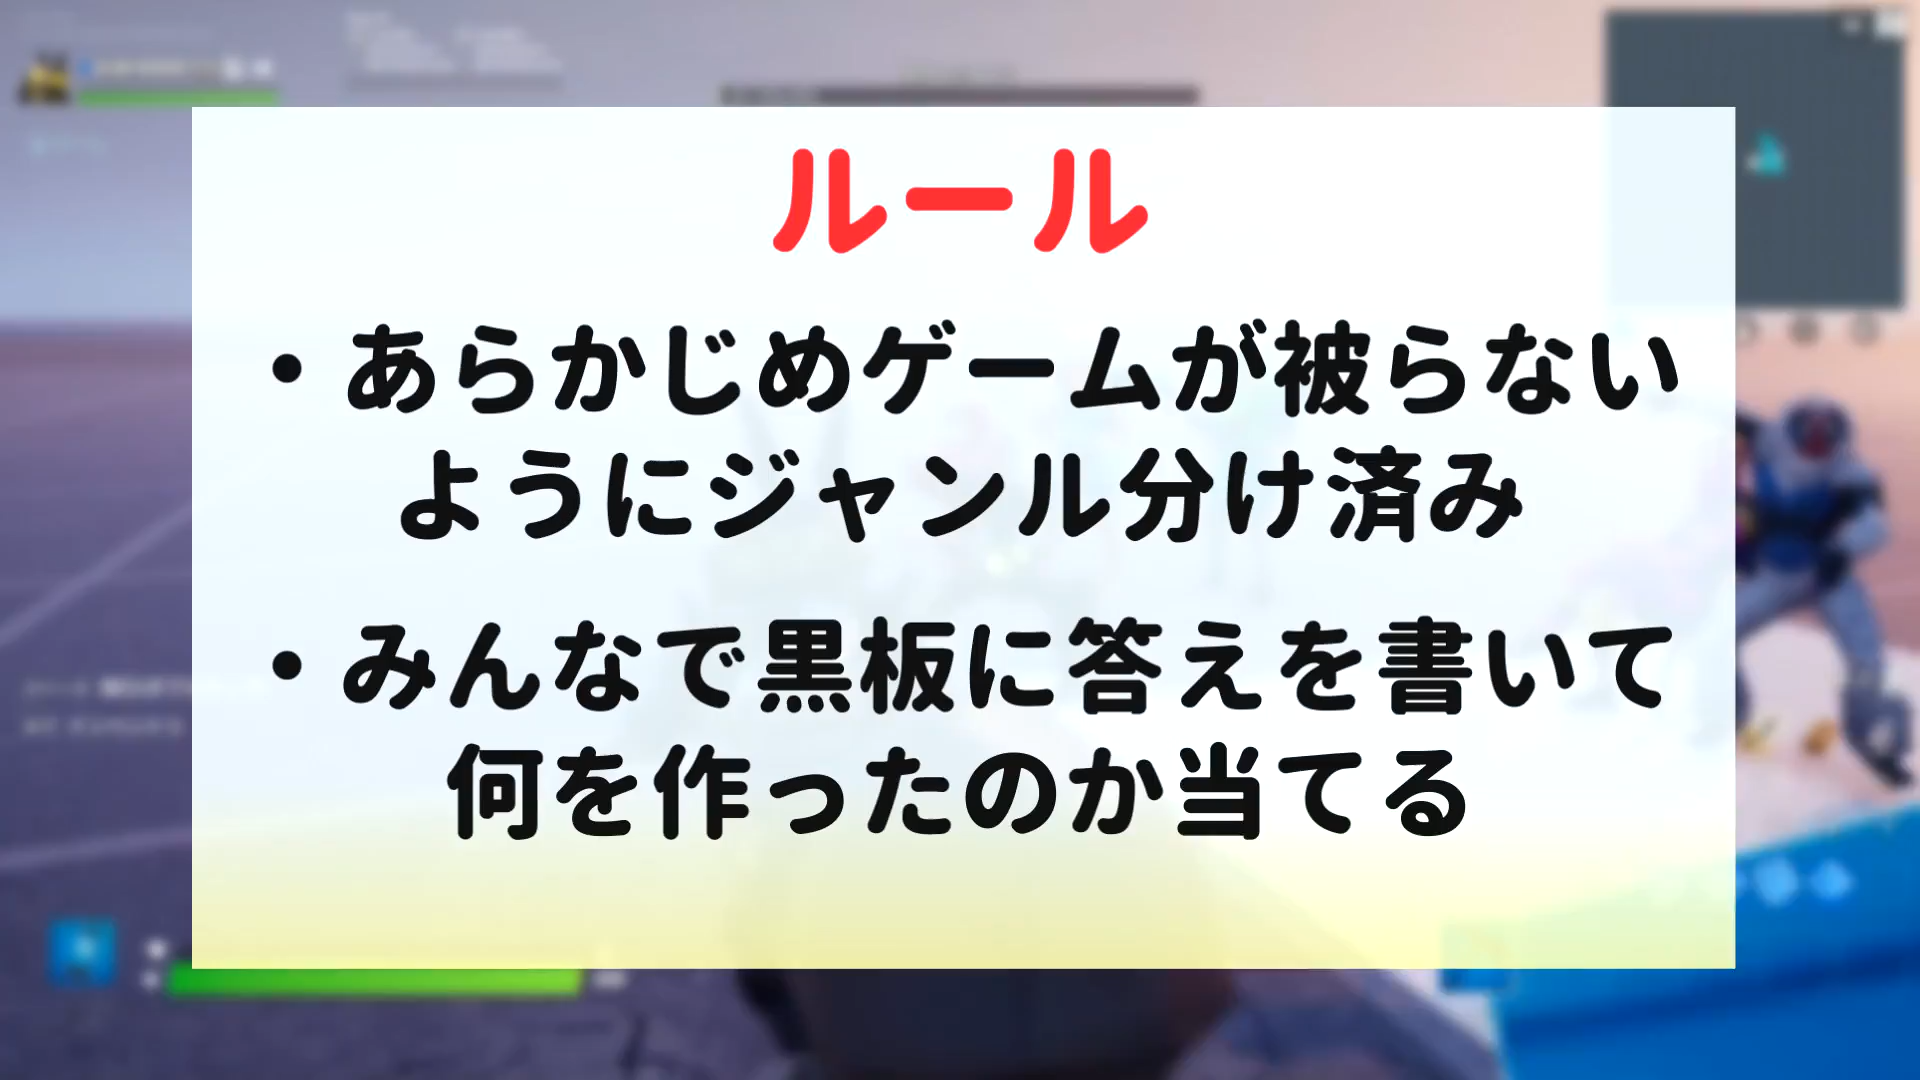 ルール
・あらかじめゲームが被らない
ようにジャンル分け済み
・みんなで黒板に答えを書いて
何を作ったのか当てる